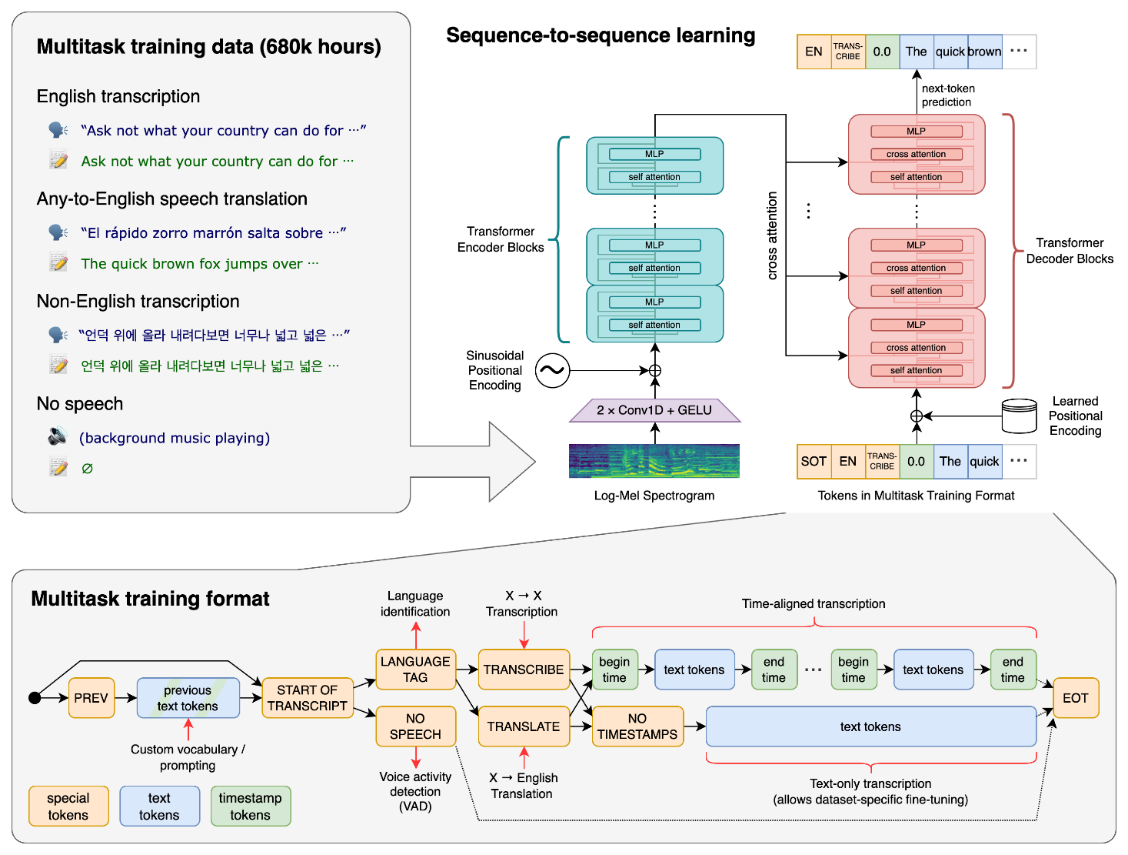 Multitask training data (680k hours)
English transcription
“Ask not what your country can do for ⋯”
Ask not what your country can do for ⋯
Any-to-English speech translation
“El rápido zorro marrón salta sobre ⋯”
The quick brown fox jumps over ⋯
Non-English transcription
“언덕 위에 올라 내려다보면 너무나 넓고 넓은 ⋯”
언덕 위에 올라 내려다보면 너무나 넓고 넓은 ⋯
No speech
(background music playing)
∅
Sequence-to-sequence learning
EN TRANS-CRIBE 0.0 The quick brown ⋯
next-token
prediction
MLP
self attention
MLP
self attention
MLP
self attention
Transformer
Encoder Blocks
Sinusoidal
Positional
Encoding
2 × Conv1D + GELU
Log-Mel Spectrogram
cross attention
MLP
cross attention
self attention
MLP
cross attention
self attention
MLP
cross attention
self attention
Transformer
Decoder Blocks
Learned
Positional
Encoding
SOT EN TRANS-CRIBE 0.0 The quick ⋯
Tokens in Multitask Training Format
Multitask training format
Language
identification
X → X
Transcription
Time-aligned transcription
PREV
previous
text tokens
START OF
TRANSCRIPT
LANGUAGE
TAG
TRANSCRIBE
begin
time
text tokens
end
time
⋯
begin
time
text tokens
end
time
NO
SPEECH
TRANSLATE
NO
TIMESTAMPS
text tokens
EOT
Custom vocabulary /
prompting
Voice activity
detection
(VAD)
X → English
Translation
Text-only transcription
(allows dataset-specific fine-tuning)
special
tokens
text
tokens
timestamp
tokens